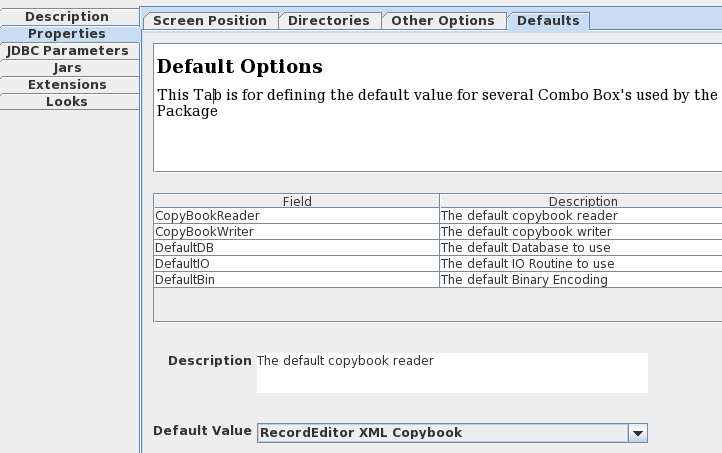 Description
Properties
JDBC Parameters
Jars
Extensions
Looks
Screen Position Directories Other Options Defaults
Default Options
This Tab is for defining the default value for several Combo Box's used by the
Package
Field Description
CopyBookReader The default copybook reader
CopyBookWriter The default copybook writer
DefaultDB The default Database to use
DefaultIO The default IO Routine to use
DefaultBin The default Binary Encoding
Description The default copybook reader
Default Value RecordEditor XML Copybook